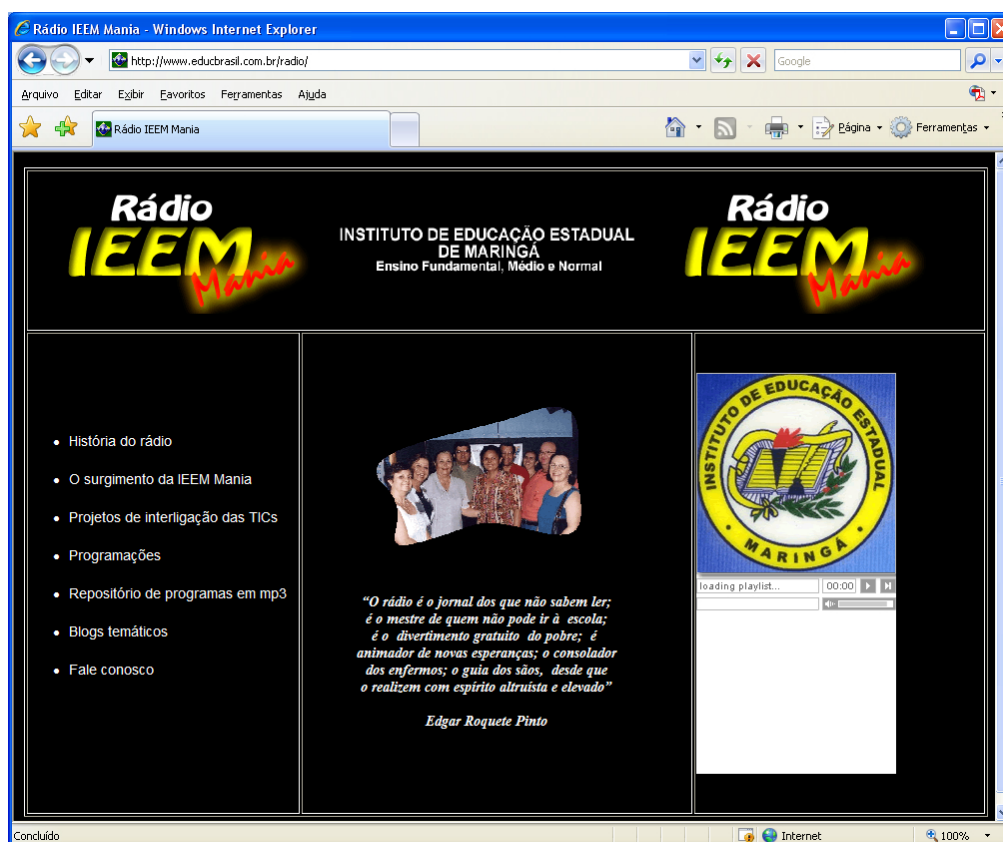 Rádio IEEM Mania - Windows Internet Explorer
http://www.educbrasil.com.br/radio/
Google
Arquivo Editar Exibir Favoritos Ferramentas Ajuda
Rádio IEEM Mania
Página
Ferramentas
Rádio
IEEM
Mania
INSTITUTO DE EDUCAÇÃO ESTADUAL
DE MARINGÁ
Ensino Fundamental, Médio e Normal
Rádio
IEEM
Mania
História do rádio
O surgimento da IEEM Mania
Projetos de interligação das TICs
Programações
Repositório de programas em mp3
Blogs temáticos
Fale conosco
“O rádio é o jornal dos que não sabem ler;
é o mestre de quem não pode ir à escola;
é o divertimento gratuito do pobre; é
animador de novas esperanças; o consolador
dos enfermos; o guia dos sãos, desde que
o realizem com espírito altruísta e elevado”
Edgar Roquete Pinto
INSTITUTO DE EDUCAÇÃO ESTADUAL
MARINGÁ
loading playlist...
00:00
Concluído
Internet
100%